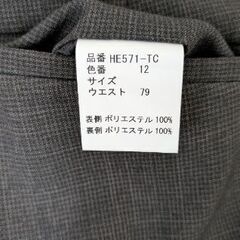 品番 HE571-TC
色番 12
サイズ
ウエスト 79
表側 ポリエステル 100%
裏側 ポリエステル 100%